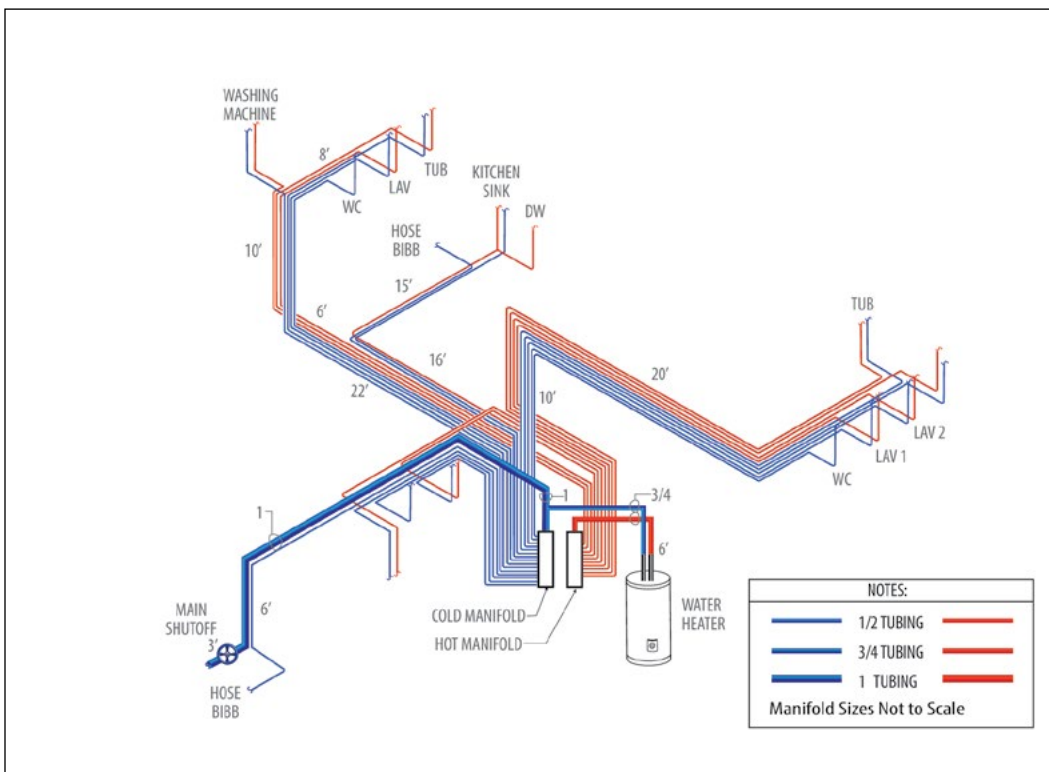 WASHING
MACHINE
8'
TUB
LAV
WC
KITCHEN
SINK
DW
HOSE
BIBB
10'
15'
6'
16'
22'
10'
20'
TUB
LAV 2
LAV 1
WC
1
1
3/4
6'
6'
MAIN
SHUTOFF
3'
HOSE
BIBB
COLD MANIFOLD
HOT MANIFOLD
WATER
HEATER
NOTES:
1/2 TUBING
3/4 TUBING
1 TUBING
Manifold Sizes Not to Scale